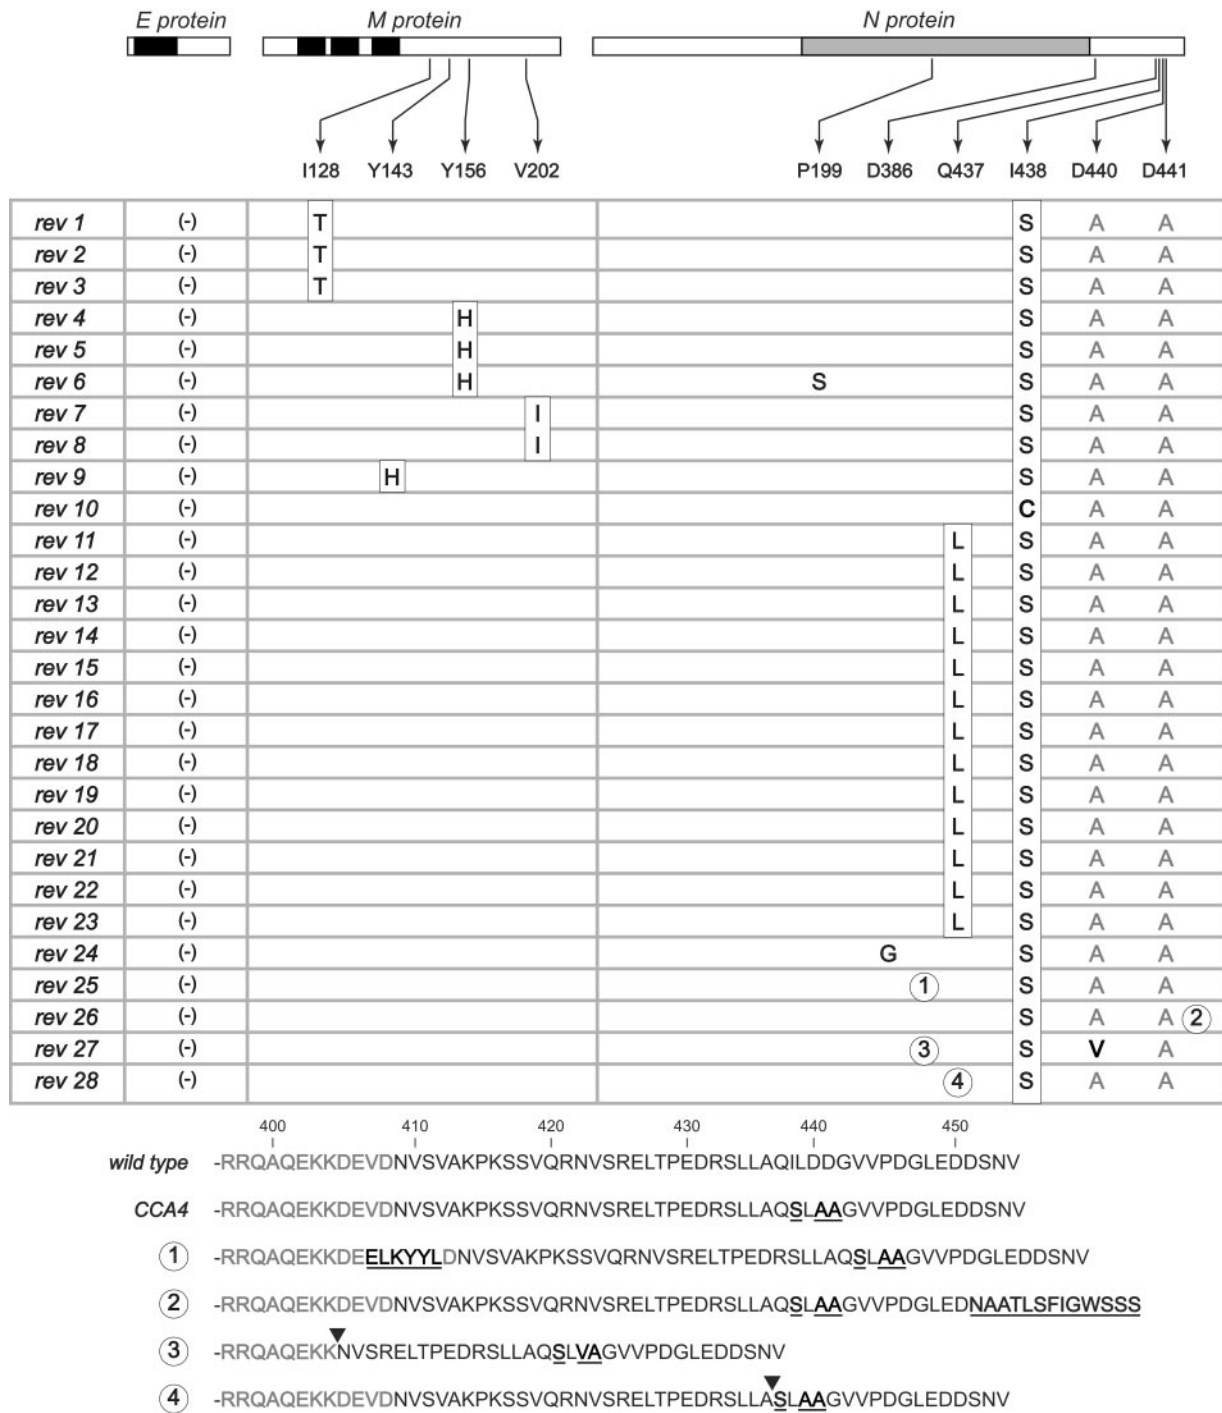 E protein M protein N protein
I128 Y143 Y156 V202 P199 D386 Q437 I438 D440 D441
rev 1 (-) T S A A
rev 2 (-) T S A A
rev 3 (-) T S A A
rev 4 (-) H S A A
rev 5 (-) H S A A
rev 6 (-) H S S A A
rev 7 (-) I S A A
rev 8 (-) I S A A
rev 9 (-) H S A A
rev 10 (-) C A A
rev 11 (-) L S A A
rev 12 (-) L S A A
rev 13 (-) L S A A
rev 14 (-) L S A A
rev 15 (-) L S A A
rev 16 (-) L S A A
rev 17 (-) L S A A
rev 18 (-) L S A A
rev 19 (-) L S A A
rev 20 (-) L S A A
rev 21 (-) L S A A
rev 22 (-) L S A A
rev 23 (-) L S A A
rev 24 (-) G S A A
rev 25 (-) 1 S A A
rev 26 (-) S A A 2
rev 27 (-) 3 S V A
rev 28 (-) 4 S A A
400 410 420 430 440 450
wild type -RRQAQEKKDEVDNVSVAKPKSSVQRNVSRELTPEDRSLLAQILDDGVVPDGLEDDSNV
CCA4 -RRQAQEKKDEVDNVSVAKPKSSVQRNVSRELTPEDRSLLAQSLAAGVVPDGLEDDSNV
1 -RRQAQEKKDEELKYYLDNVSVAKPKSSVQRNVSRELTPEDRSLLAQSLAAGVVPDGLEDDSNV
2 -RRQAQEKKDEVDNVSVAKPKSSVQRNVSRELTPEDRSLLAQSLAAGVVPDGLEDNAATLSFIGWSSS
3 -RRQAQEKKNVSRELTPEDRSLLAQSLVAGVVPDGLEDDSNV
4 -RRQAQEKKDEVDNVSVAKPKSSVQRNVSRELTPEDRSLLASLAAGVVPDGLEDDSNV